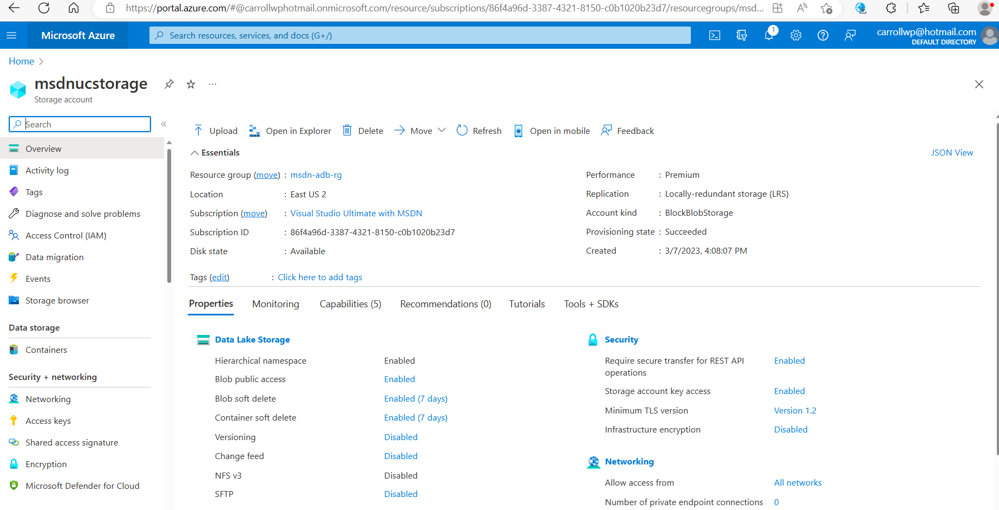 https://portal.azure.com/#@carrollwphotmail.onmicrosoft.com/resource/subscriptions/86f4a96d-3387-4321-8150-c0b1020b23d7/resourcegroups/msd...
Microsoft Azure
Search resources, services, and docs (G+/)
1
carrollwp@hotmail.com
DEFAULT DIRECTORY
Home
msdnucstorage
Storage account
Search
Overview
Activity log
Tags
Diagnose and solve problems
Access Control (IAM)
Data migration
Events
Storage browser
Data storage
Containers
Security + networking
Networking
Access keys
Shared access signature
Encryption
Microsoft Defender for Cloud
Upload Open in Explorer Delete Move Refresh Open in mobile Feedback
Essentials
JSON View
Resource group (move) : msdn-adb-rg
Location : East US 2
Subscription (move) : Visual Studio Ultimate with MSDN
Subscription ID : 86f4a96d-3387-4321-8150-c0b1020b23d7
Disk state : Available
Performance : Premium
Replication : Locally-redundant storage (LRS)
Account kind : BlockBlobStorage
Provisioning state : Succeeded
Created : 3/7/2023, 4:08:07 PM
Tags (edit) : Click here to add tags
Properties Monitoring Capabilities (5) Recommendations (0) Tutorials Tools + SDKs
Data Lake Storage
Hierarchical namespace Enabled
Blob public access Enabled
Blob soft delete Enabled (7 days)
Container soft delete Enabled (7 days)
Versioning Disabled
Change feed Disabled
NFS v3 Disabled
SFTP Disabled
Security
Require secure transfer for REST API Enabled
operations
Storage account key access Enabled
Minimum TLS version Version 1.2
Infrastructure encryption Disabled
Networking
Allow access from All networks
Number of private endpoint connections 0